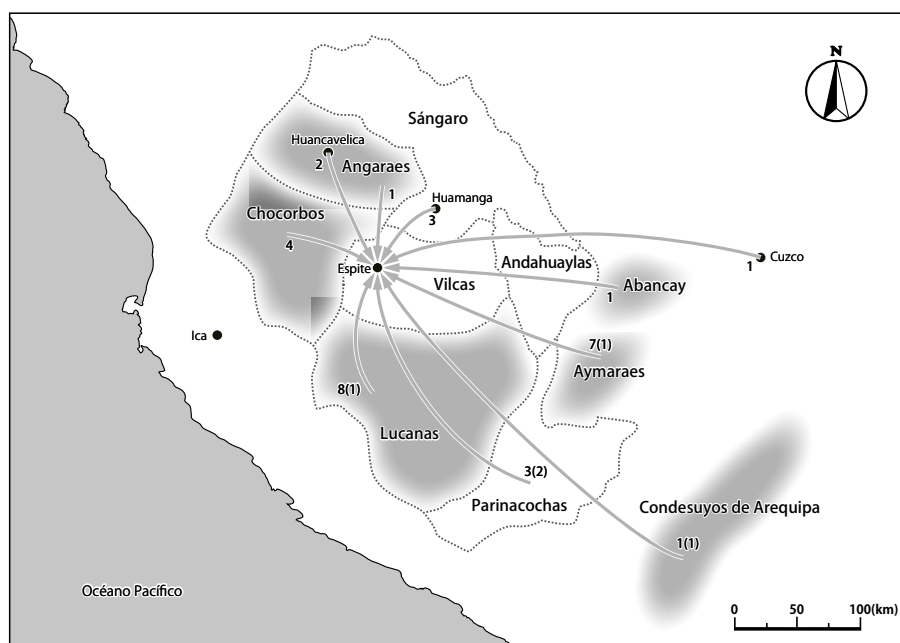 N
Sángaro
Huancavelica
2
Angaraes
1
Huamanga
3
Chocorbos
4
Espite
Vilcas
Andahuaylas
Cuzco
1
Abancay
1
Ica
7(1)
Aymaraes
8(1)
Lucanas
3(2)
Parinacochas
Condesuyos de Arequipa
1(1)
Océano Pacífico
0 50 100(km)